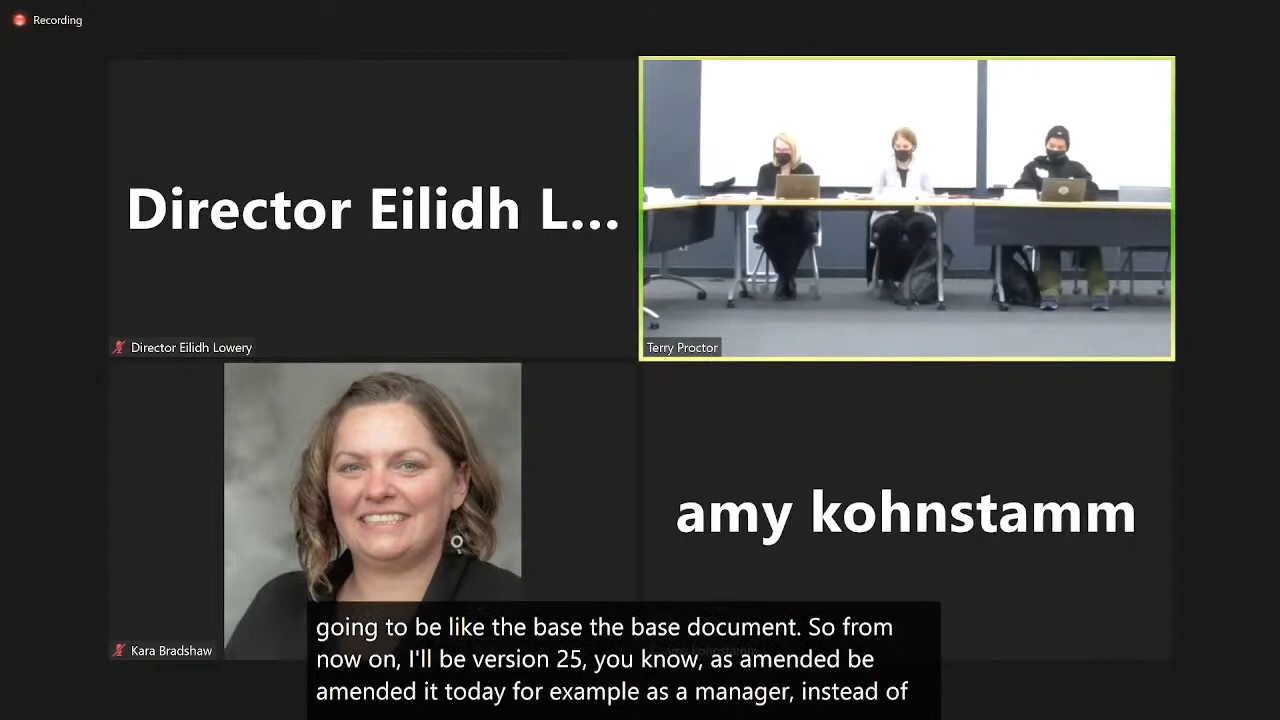 Recording
Director Eilidh L...
Director Eilidh Lowery
Terry Proctor
amy kohnstamm
Kara Bradshaw
amy kohnstamm
going to be like the base the base document. So from
now on, I'll be version 25, you know, as amended be
amended it today for example as a manager, instead of